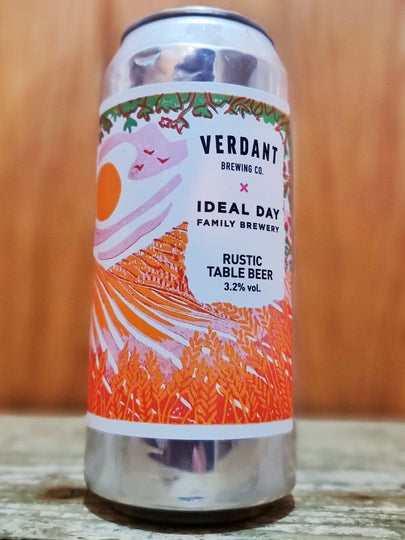 VERDANT
BREWING CO.
x
IDEAL DAY
FAMILY BREWERY
RUSTIC
TABLE BEER
3.2% vol.